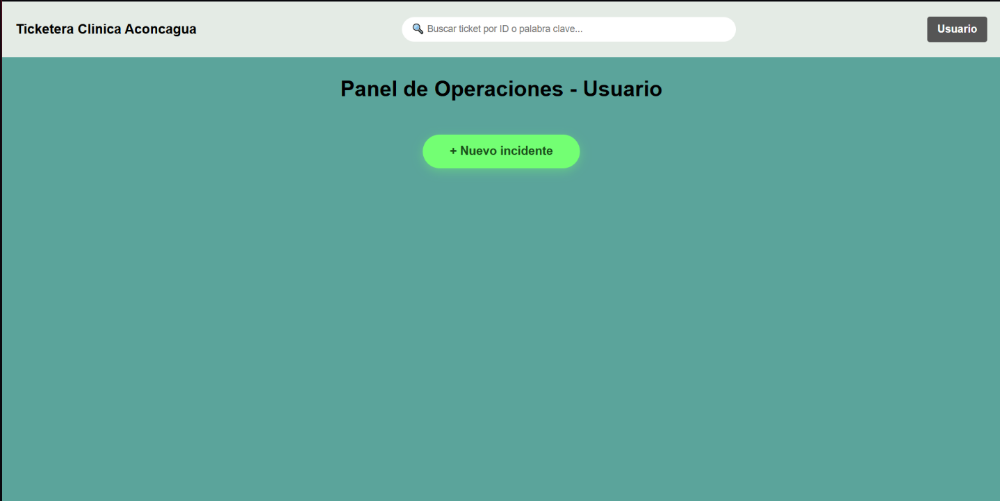 Ticketera Clinica Aconcagua
🔍 Buscar ticket por ID o palabra clave...
Usuario
Panel de Operaciones - Usuario
+ Nuevo incidente